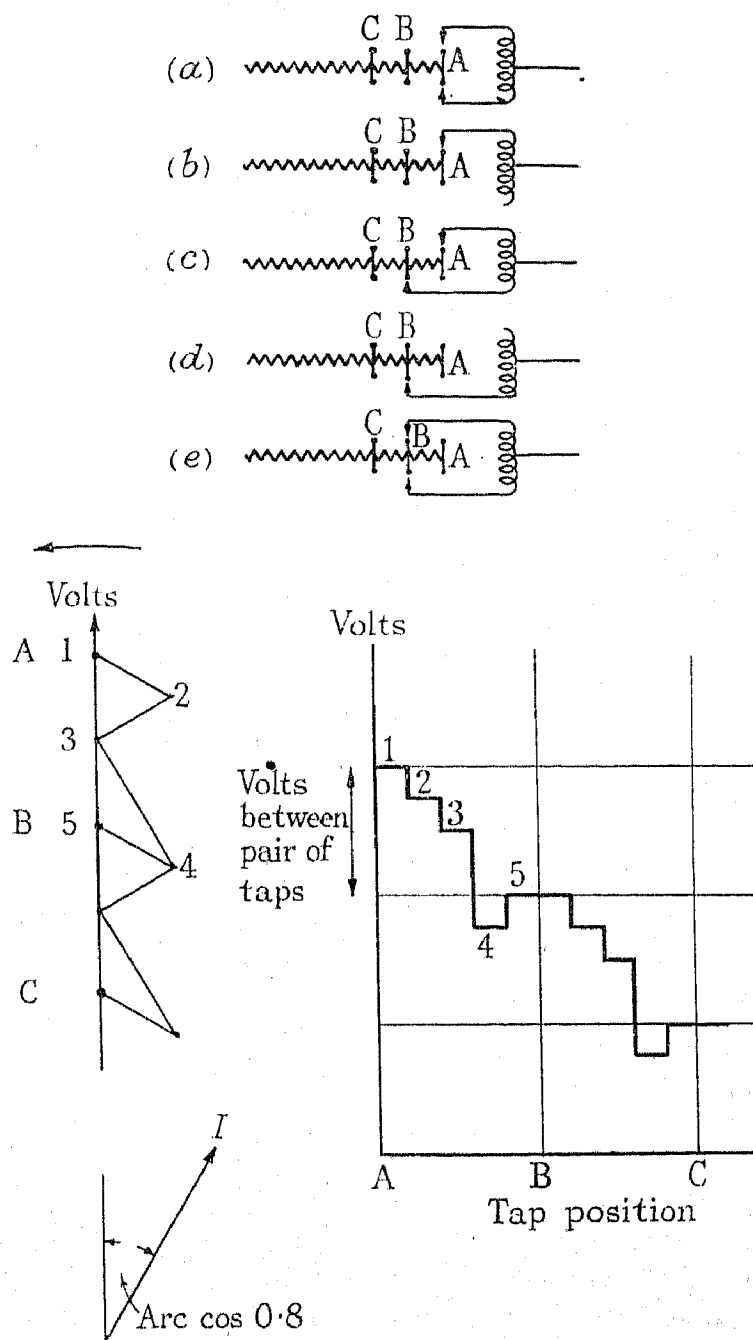 C B
(a) A
C B
(b) A
C B
(c) A
C B
(d) A
C
(e) B
A
Volts
A 1
2
3
B 5
4
C
I
Arc cos 0·8
Volts
1
Volts
between
pair of
taps
2
3
5
4
A B C
Tap position